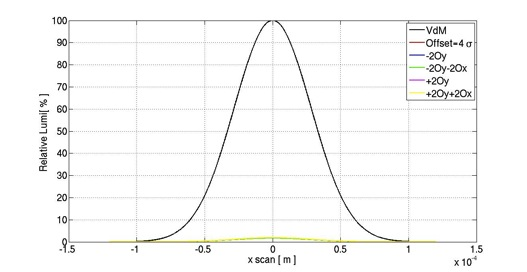 100
90
80
70
60
50
40
30
20
10
0
Relative Lumi[ % ]
-1.5
-1
-0.5
0
0.5
1
1.5
x 10⁻⁴
x scan [ m ]
VdM
Offset=4 σ
-2Oy
-2Oy-2Ox
+2Oy
+2Oy+2Ox